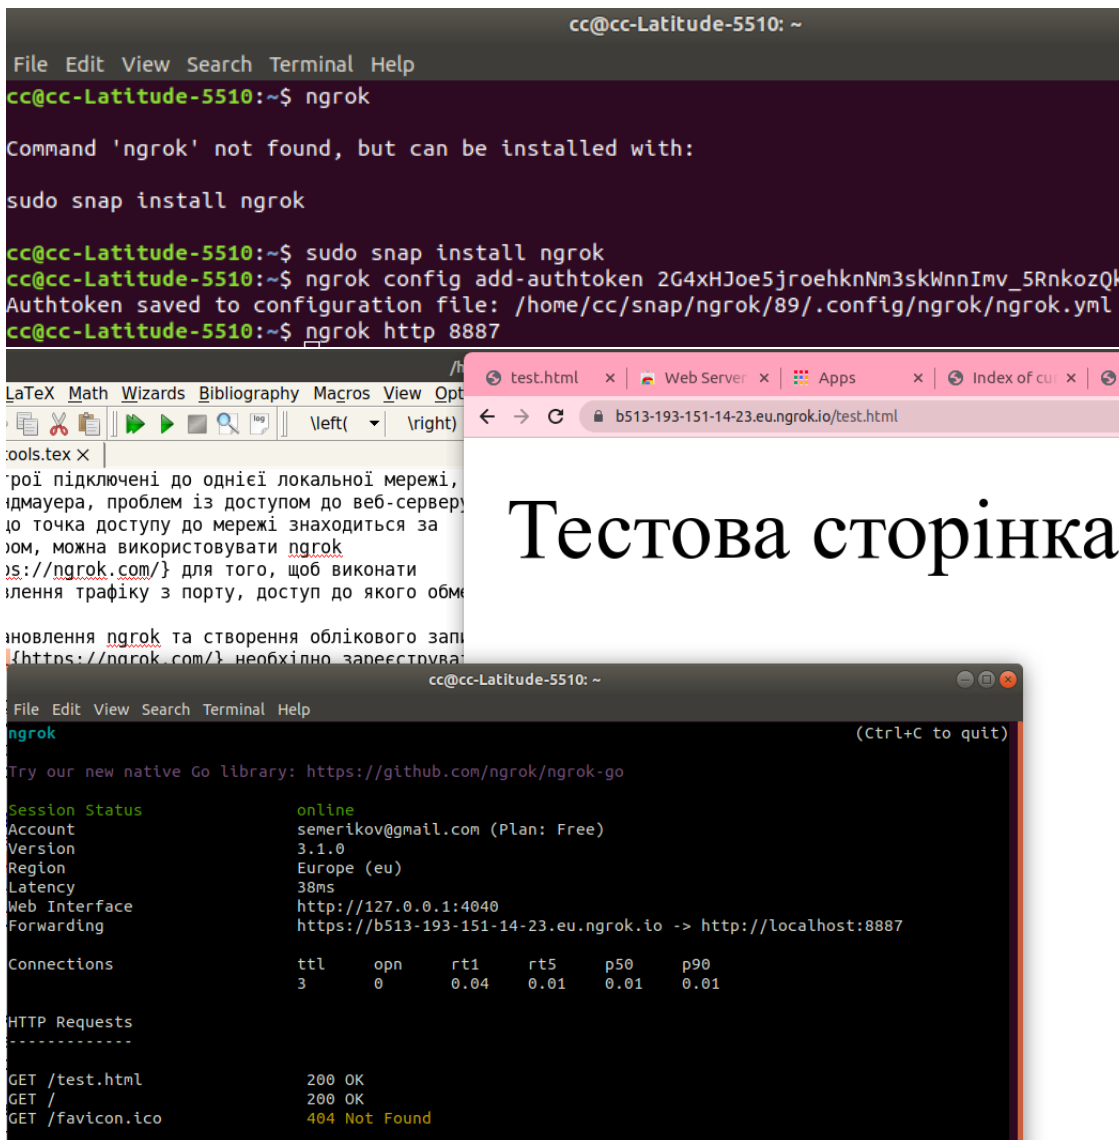 cc@cc-Latitude-5510: ~
File Edit View Search Terminal Help
cc@cc-Latitude-5510:~$ ngrok
Command 'ngrok' not found, but can be installed with:
sudo snap install ngrok
cc@cc-Latitude-5510:~$ sudo snap install ngrok
cc@cc-Latitude-5510:~$ ngrok config add-authtoken 2G4xHJoe5jroehknNm3skWnnImv_5RnkozQk
Authtoken saved to configuration file: /home/cc/snap/ngrok/89/.config/ngrok/ngrok.yml
cc@cc-Latitude-5510:~$ ngrok http 8887
/h
LaTeX Math Wizards Bibliography Macros View Opt
log \left( \right)
tools.tex
трої підключені до однієї локальної мережі,
ндмауера, проблем із доступом до веб-серверу
що точка доступу до мережі знаходиться за
ром, можна використовувати ngrok
ps://ngrok.com/} для того, щоб виконати
влення трафіку з порту, доступ до якого обме
ановлення ngrok та створення облікового запи
{https://ngrok.com/} необхідно зареєструва
test.html Web Server Apps Index of cur
b513-193-151-14-23.eu.ngrok.io/test.html
Тестова сторінка
cc@cc-Latitude-5510: ~
File Edit View Search Terminal Help
ngrok (Ctrl+C to quit)
Try our new native Go library: https://github.com/ngrok/ngrok-go
Session Status online
Account semerikov@gmail.com (Plan: Free)
Version 3.1.0
Region Europe (eu)
Latency 38ms
Web Interface http://127.0.0.1:4040
Forwarding https://b513-193-151-14-23.eu.ngrok.io -> http://localhost:8887
Connections ttl opn rt1 rt5 p50 p90
3 0 0.04 0.01 0.01 0.01
HTTP Requests
-------------
GET /test.html 200 OK
GET / 200 OK
GET /favicon.ico 404 Not Found